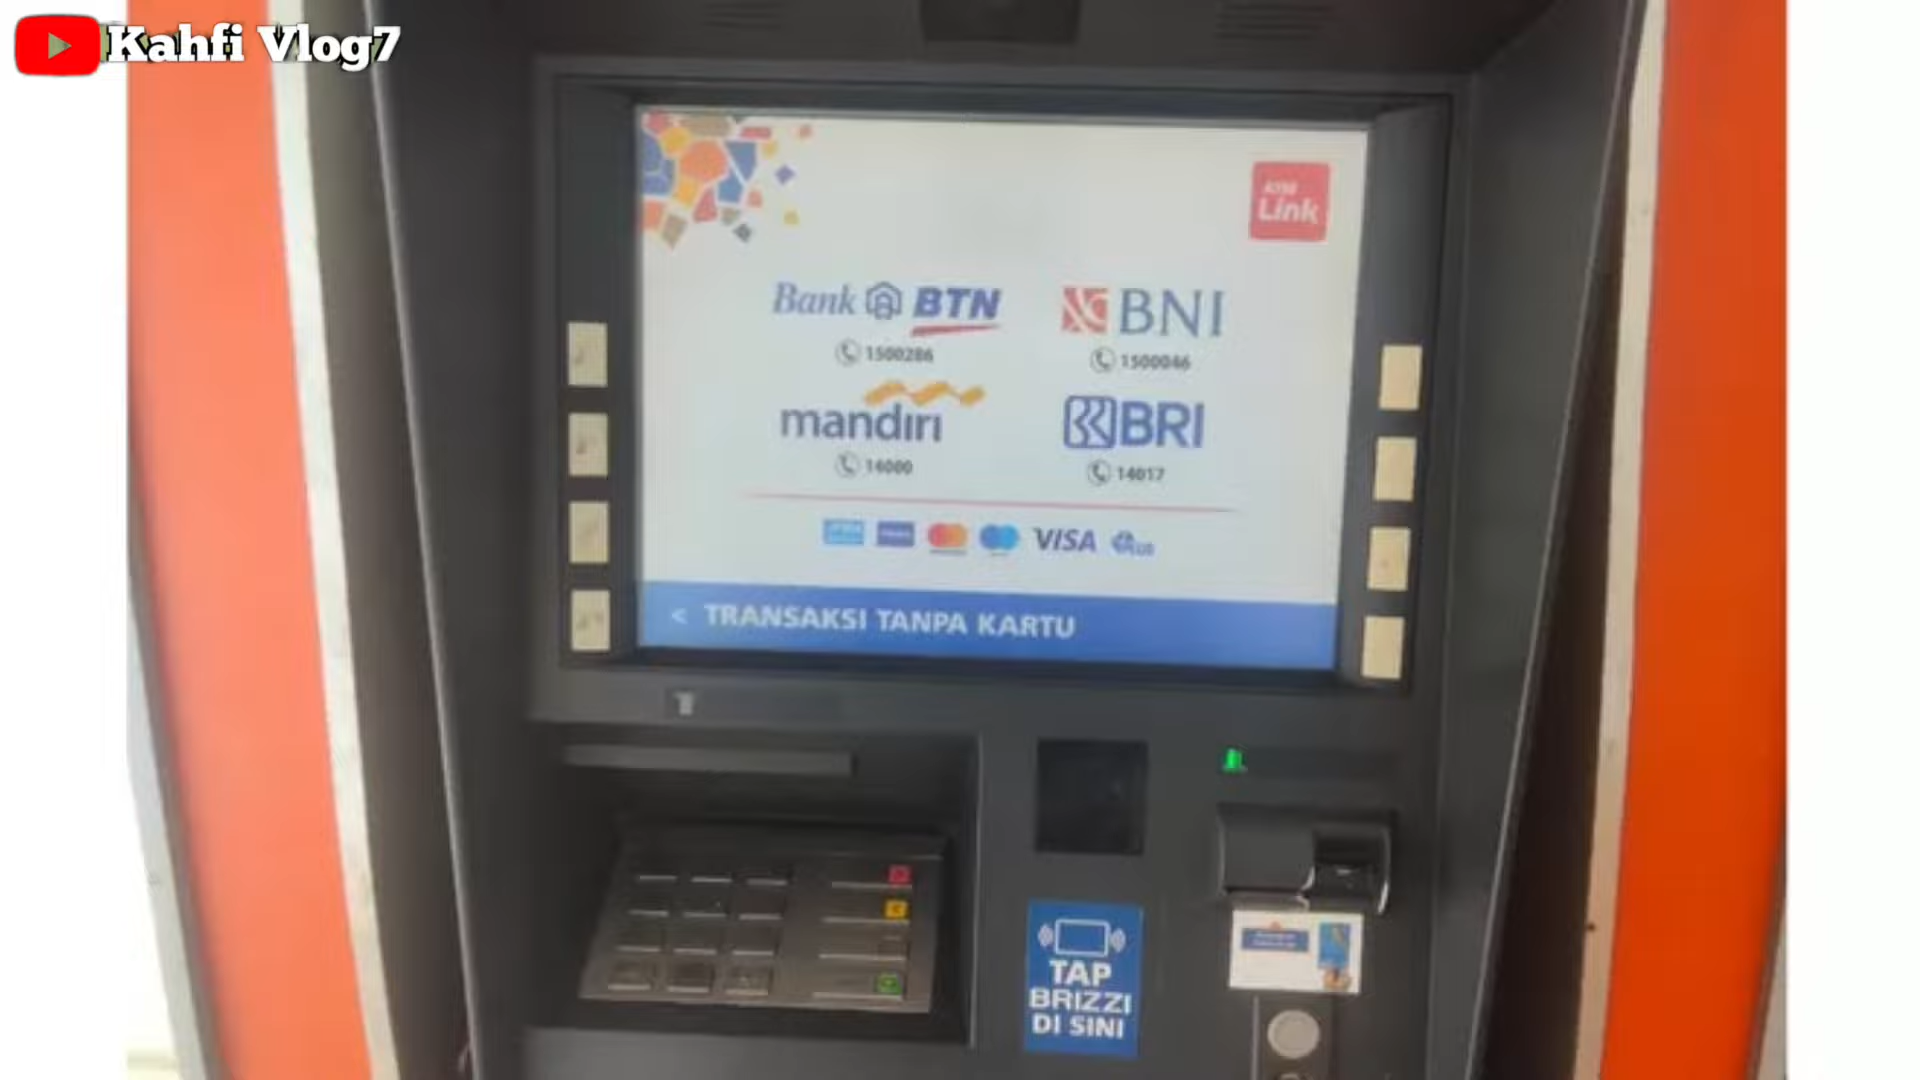 Kahfi Vlog7
ATM
Link
Bank BTN
1500286
BNI
1500046
mandiri
14000
BRI
14017
VISA
PLUS
< TRANSAKSI TANPA KARTU
TAP
BRIZZI
DI SINI